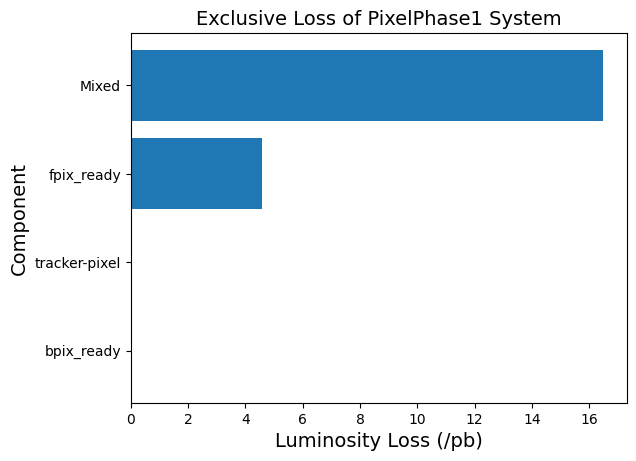 Exclusive Loss of PixelPhase1 System
Component
Mixed
fpix_ready
tracker-pixel
bpix_ready
0 2 4 6 8 10 12 14 16
Luminosity Loss (/pb)